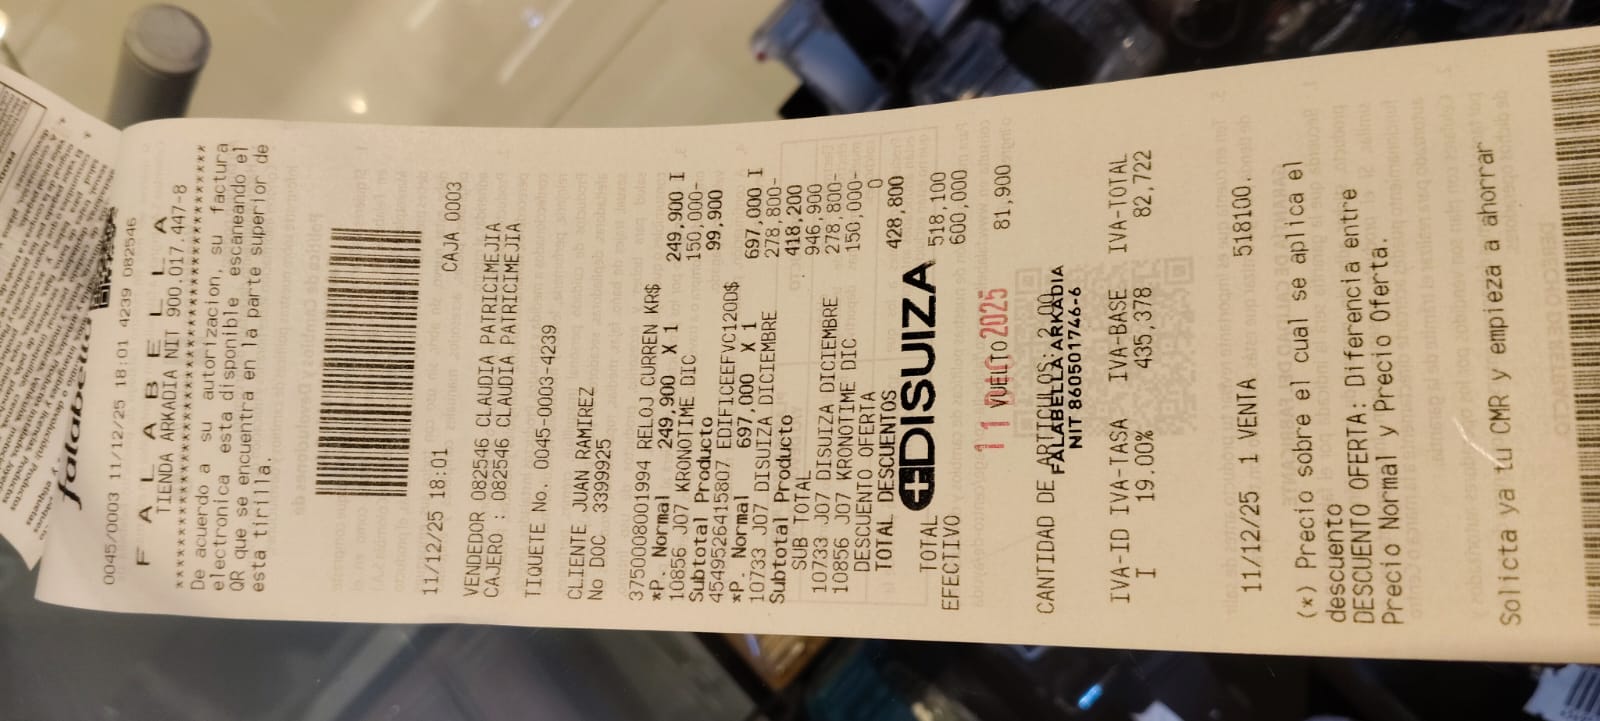 falabella.
0045/0003 11/12/25 18:01 4239 082546
F A L A B E L L A
TIENDA ARKADIA NIT 900.017.447-08
************************************
De acuerdo a su autorizacion, su factura
electronica esta disponible, escaneando el
QR que se encuentra en la parte superior de
esta tirilla.
11/12/25 18:01 CAJA 0003
VENDEDOR 082546 CLAUDIA PATRICIMEJIA
CAJERO : 082546 CLAUDIA PATRICIMEJIA
TIQUETE No. 0045-0003-4239
CLIENTE JUAN RAMIREZ
No DOC 33999925
3750008001994 RELOJ CURREN KR$
*P. Normal 249,900 X 1 249,900 I
10856 J07 KRONOTIME DIC 150,000-
Subtotal Producto 99,900
4549526415807 EDIFICEEFVC1200$
*P. Normal 697,000 X 1 697,000 I
10733 J07 DISUIZA DICIEMBRE 278,800-
Subtotal Producto 418,200
SUB TOTAL 946,900
10733 J07 DISUIZA DICIEMBRE 278,800-
10856 J07 KRONOTIME DIC 150,000-
DESCUENTO OFERTA 0
TOTAL DESCUENTOS 428,800
DISUIZA
TOTAL 518,100
EFECTIVO 600,000
11 2025
VUELTO 81,900
CANTIDAD DE ARTICULOS: 2.00
FALABELLA ARKADIA
NIT 860501746-6
IVA-ID IVA-TASA IVA-BASE IVA-TOTAL
I 19.00% 435,378 82,722
11/12/25 1 VENTA 518100.
(*) Precio sobre el cual se aplica el
descuento
DESCUENTO OFERTA: Diferencia entre
Precio Normal y Precio Oferta.
Solicta ya tu CMR y empieza a ahorrar